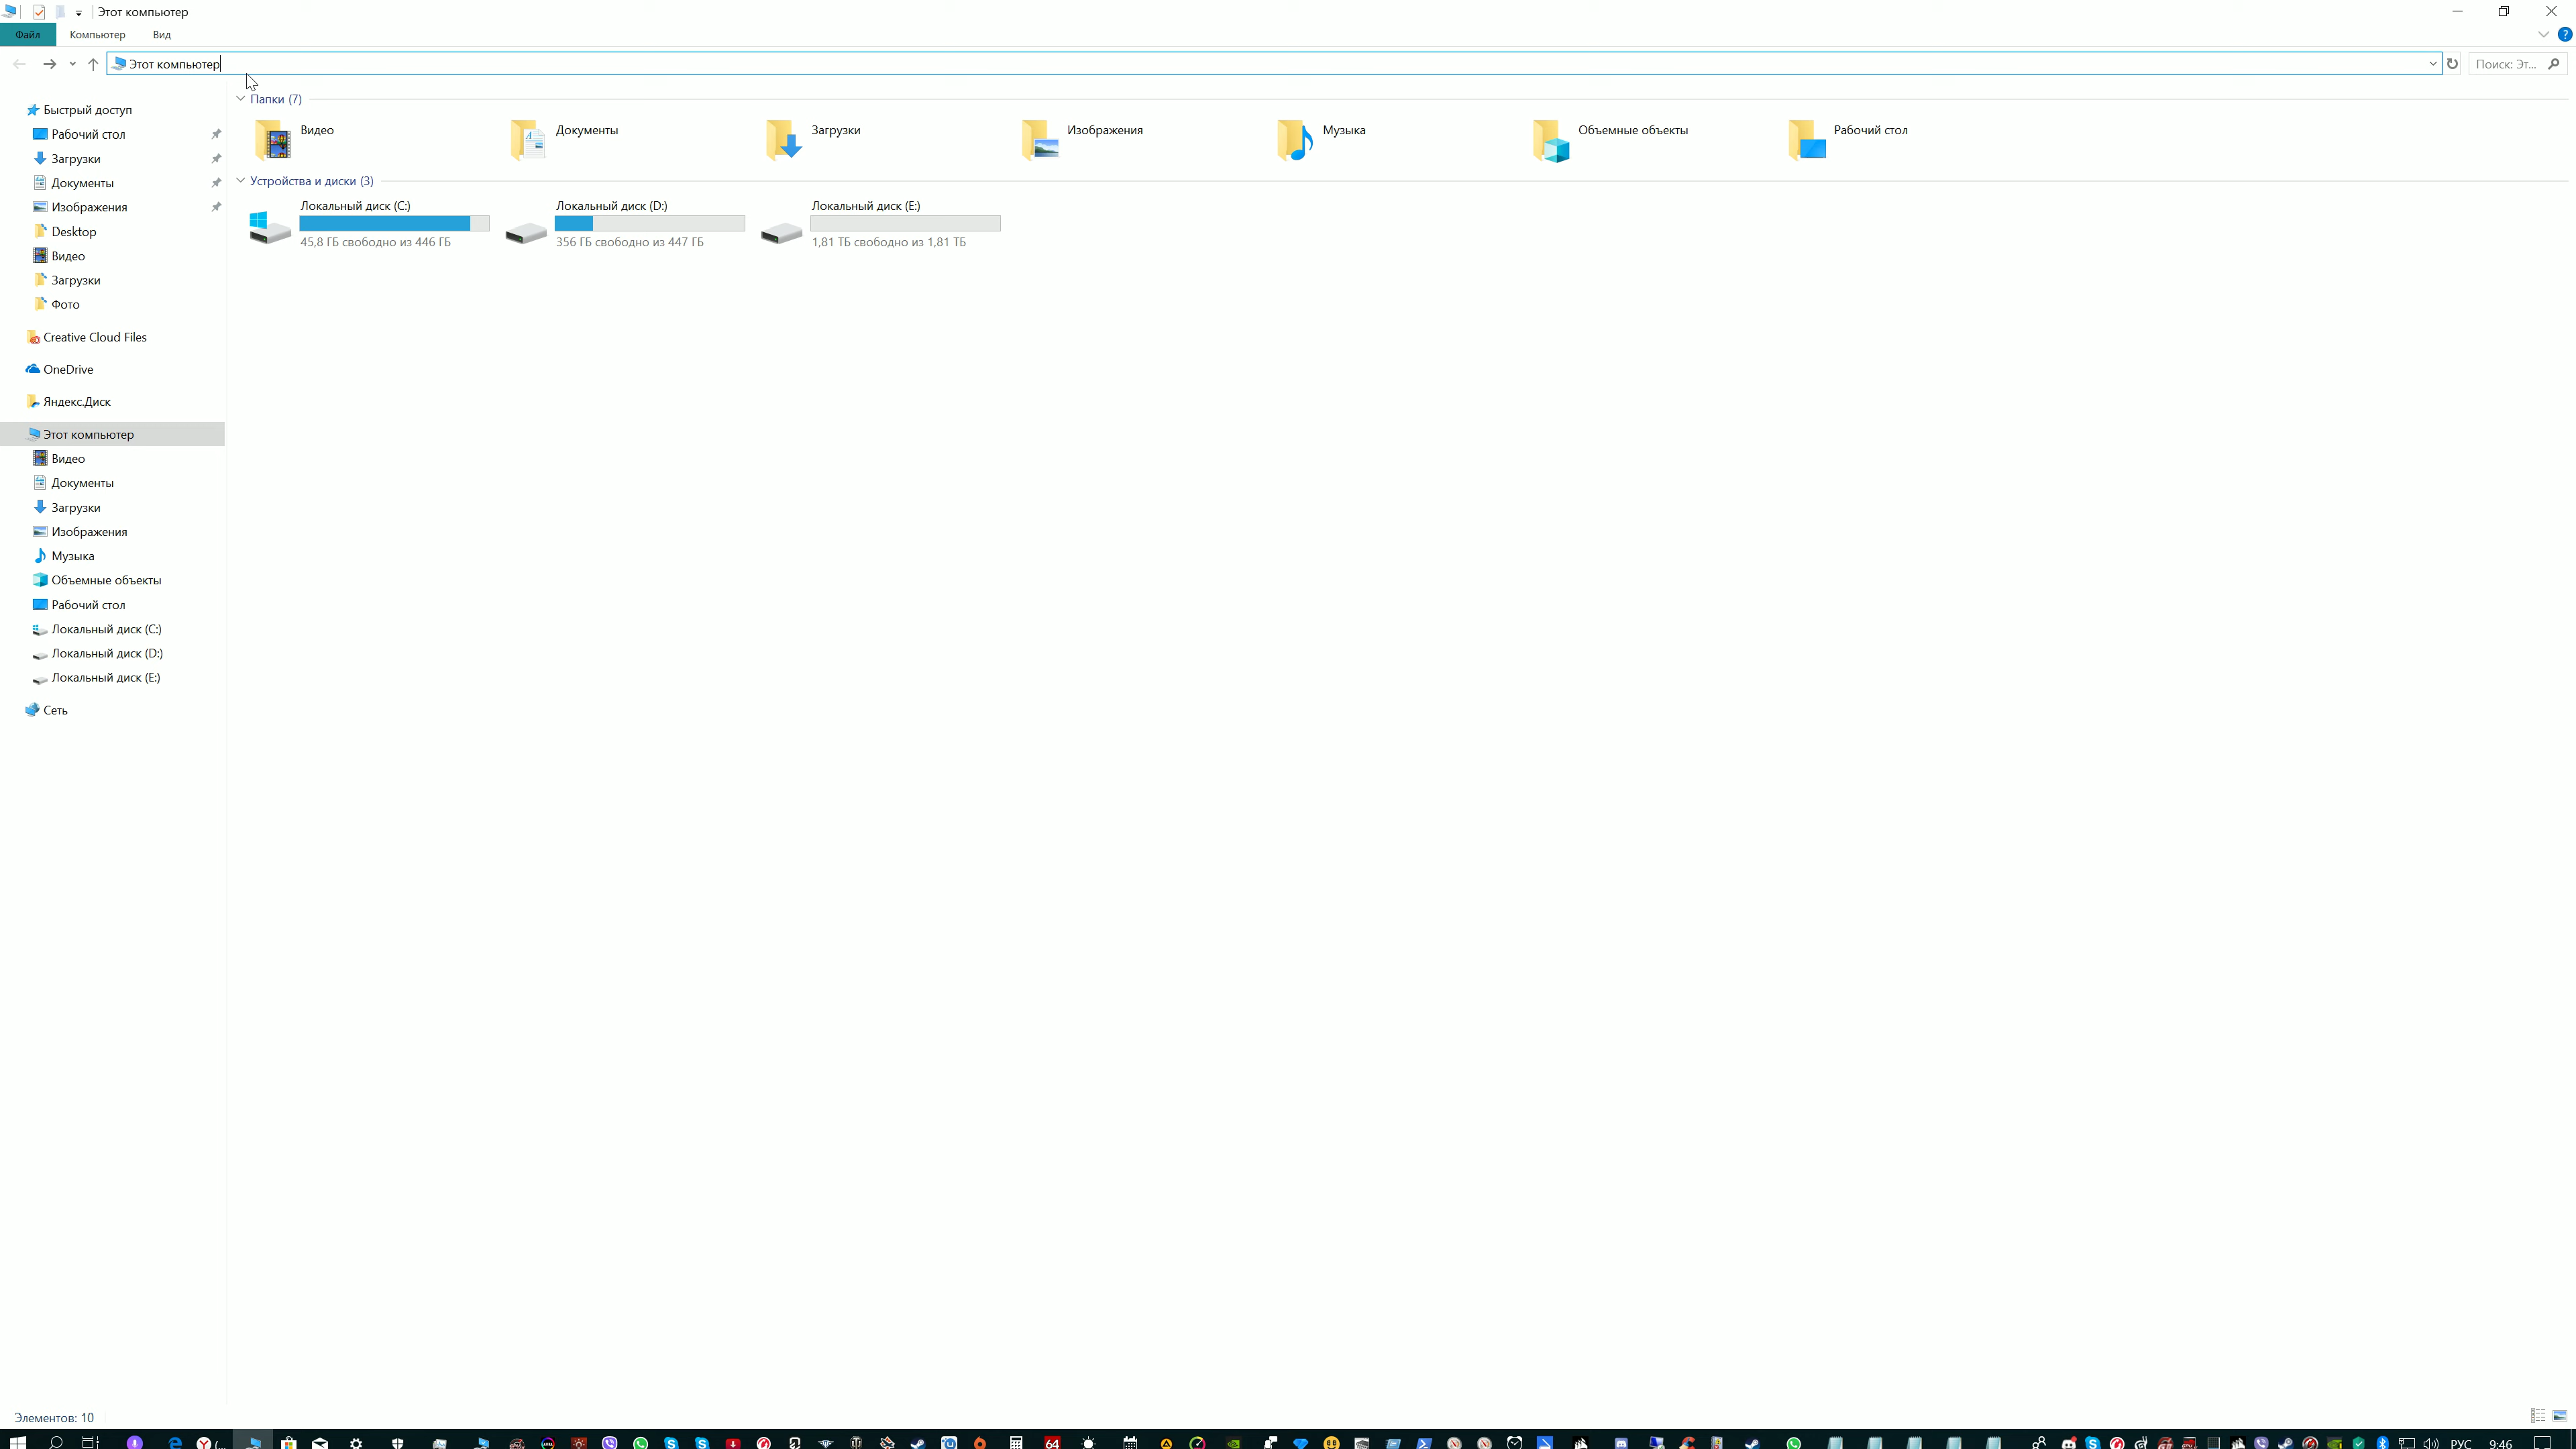 Этот компьютер
Файл Компьютер Вид
Этот компьютер
Поиск: Эт...
Быстрый доступ
Рабочий стол
Загрузки
Документы
Изображения
Desktop
Видео
Загрузки
Фото
Creative Cloud Files
OneDrive
Яндекс.Диск
Этот компьютер
Видео
Документы
Загрузки
Изображения
Музыка
Объемные объекты
Рабочий стол
Локальный диск (C:)
Локальный диск (D:)
Локальный диск (E:)
Сеть
Папки (7)
Видео Документы Загрузки Изображения Музыка Объемные объекты Рабочий стол
Устройства и диски (3)
Локальный диск (C:)
45,8 ГБ свободно из 446 ГБ
Локальный диск (D:)
356 ГБ свободно из 447 ГБ
Локальный диск (E:)
1,81 ТБ свободно из 1,81 ТБ
Элементов: 10
64
РУС 9:46